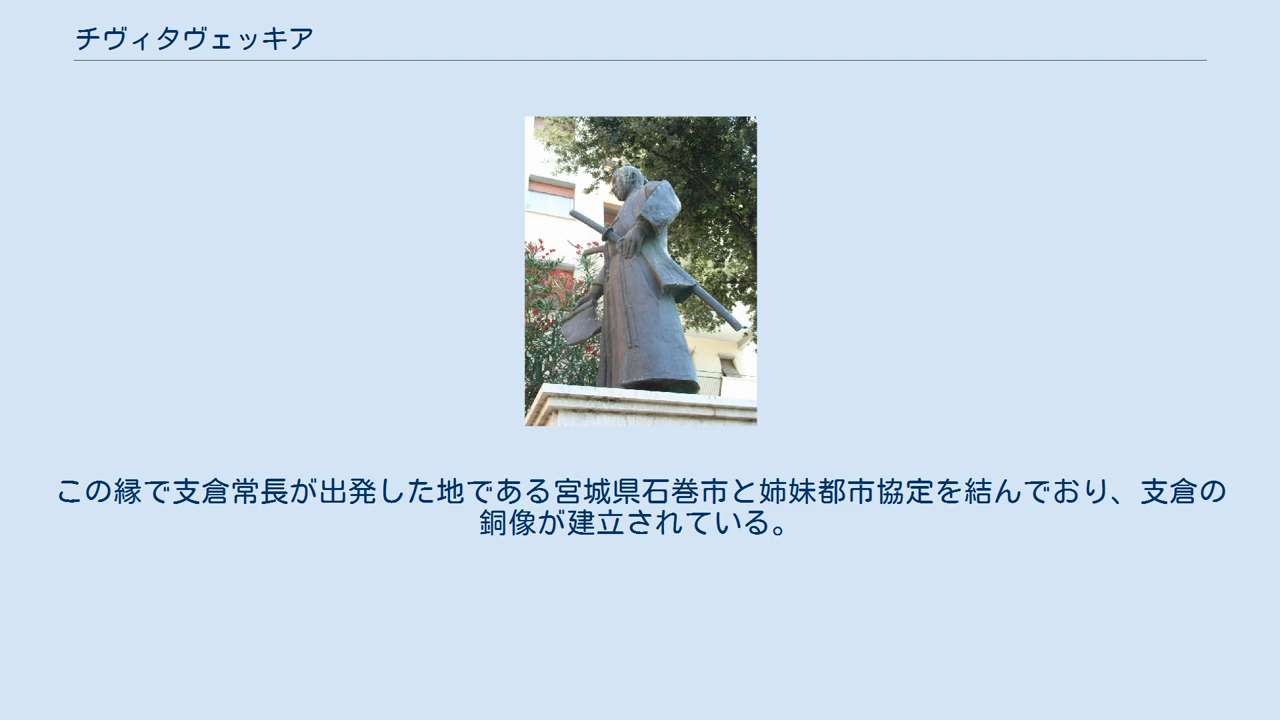 チヴィタヴェッキア
この縁で支倉常長が出発した地である宮城県石巻市と姉妹都市協定を結んでおり、支倉の
銅像が建立されている。